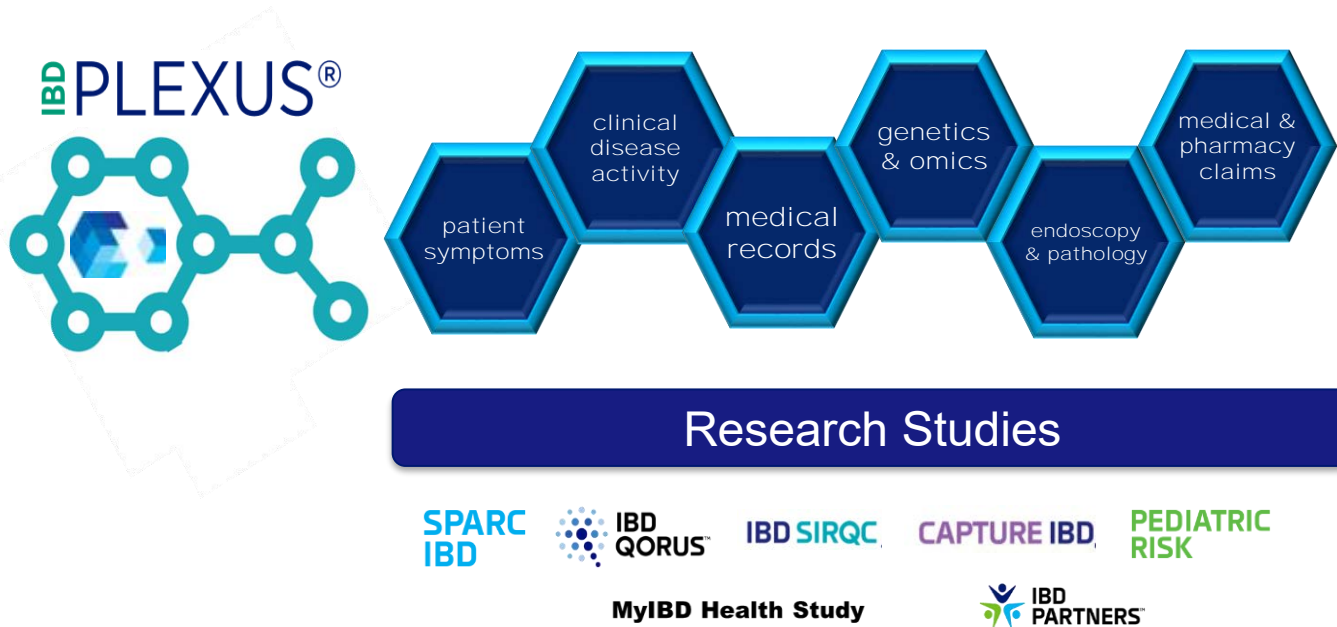 IBD PLEXUS®
patient
symptoms
clinical
disease
activity
medical
records
genetics
& omics
endoscopy
& pathology
medical &
pharmacy
claims
Research Studies
SPARC
IBD
IBD
QORUS™
IBD SIRQC
CAPTURE IBD
PEDIATRIC
RISK
MyIBD Health Study
IBD
PARTNERS™